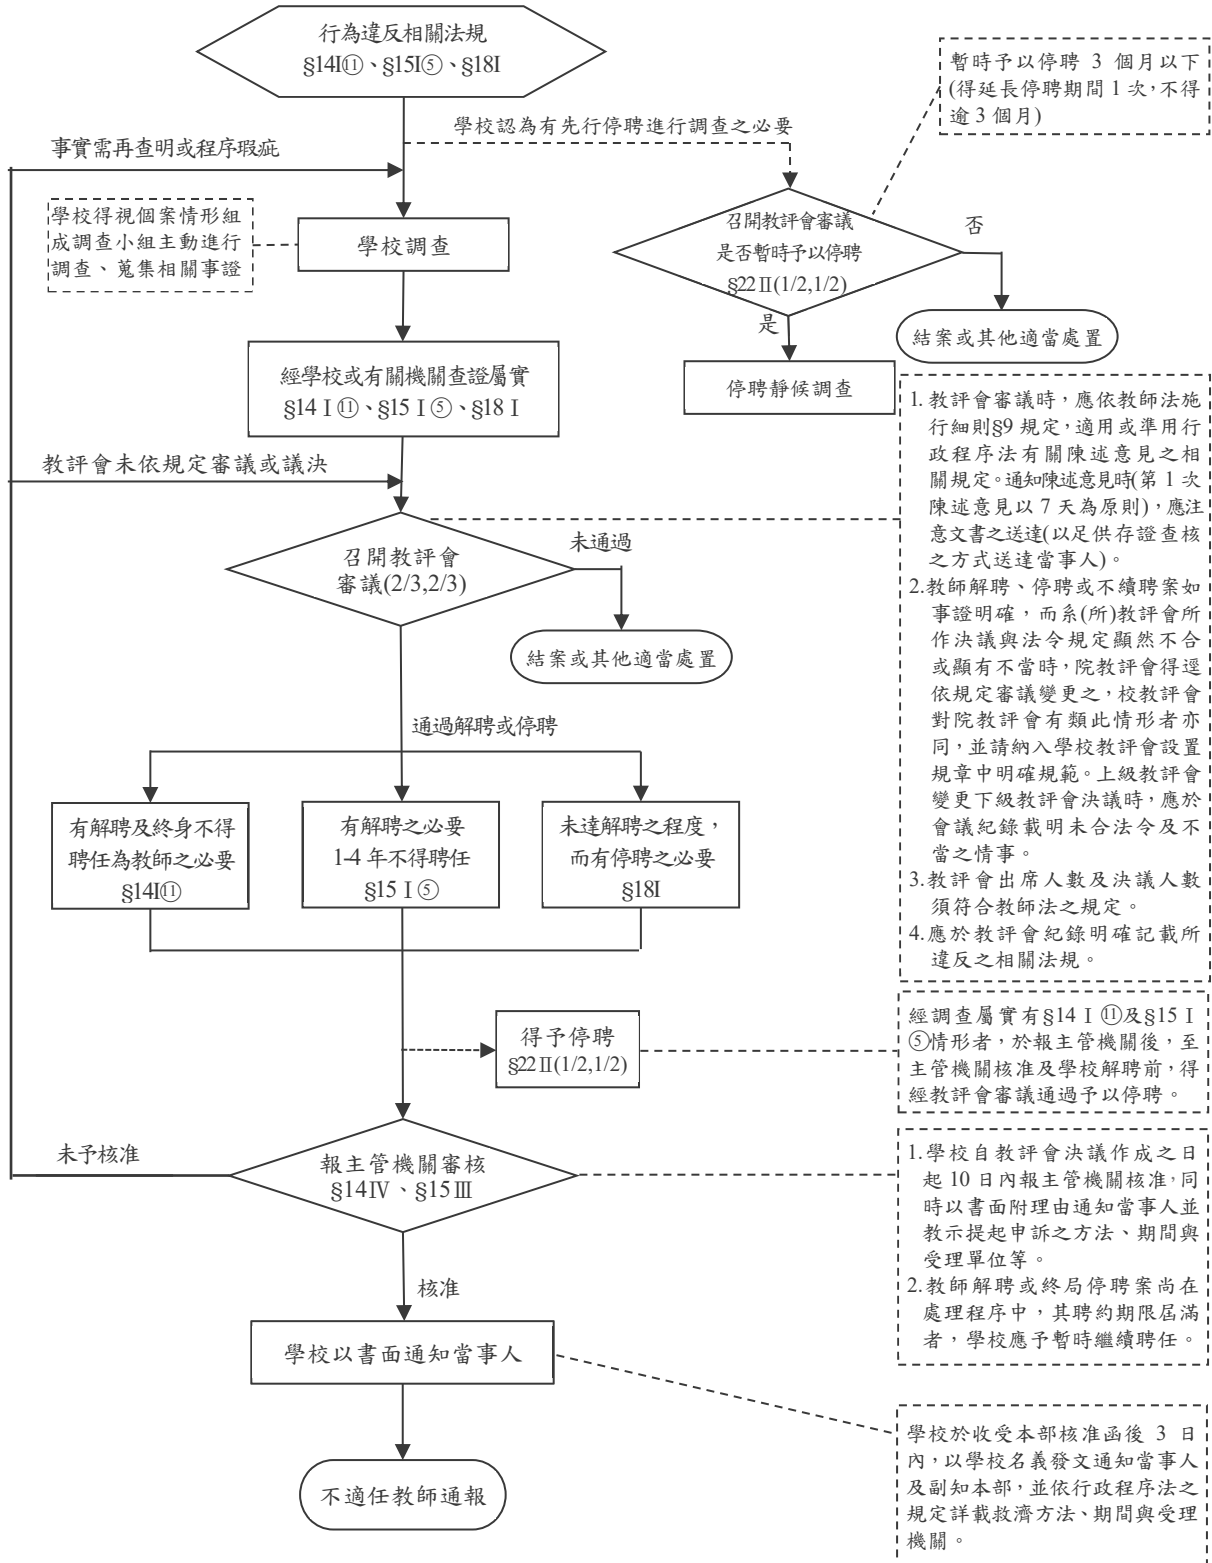 行為違反相關法規
§14I⑪、§15I⑤、§18I
暫時予以停聘 3 個月以下
(得延長停聘期間 1 次,不得
逾 3 個月)
學校認為有先行停聘進行調查之必要
事實需再查明或程序瑕疵
學校得視個案情形組
成調查小組主動進行
調查、蒐集相關事證
學校調查
召開教評會審議
是否暫時予以停聘
§22Ⅱ(1/2,1/2)
否
是
結案或其他適當處置
停聘靜候調查
經學校或有關機關查證屬實
§14Ⅰ⑪、§15Ⅰ⑤、§18Ⅰ
教評會未依規定審議或議決
1.教評會審議時,應依教師法施
行細則§9 規定,適用或準用行
政程序法有關陳述意見之相
關規定。通知陳述意見時(第 1 次
陳述意見以 7 天為原則),應注
意文書之送達(以足供存證查核
之方式送達當事人)。
2.教師解聘、停聘或不續聘案如
事證明確,而系(所)教評會所
作決議與法令規定顯然不合
或顯有不當時,院教評會得逕
依規定審議變更之,校教評會
對院教評會有類此情形者亦
同,並請納入學校教評會設置
規章中明確規範。上級教評會
變更下級教評會決議時,應於
會議紀錄載明未合法令及不
當之情事。
3.教評會出席人數及決議人數
須符合教師法之規定。
4.應於教評會紀錄明確記載所
違反之相關法規。
召開教評會
審議(2/3,2/3)
未通過
結案或其他適當處置
通過解聘或停聘
有解聘及終身不得
聘任為教師之必要
§14I⑪
有解聘之必要
1-4 年不得聘任
§15Ⅰ⑤
未達解聘之程度,
而有停聘之必要
§18I
得予停聘
§22Ⅱ(1/2,1/2)
經調查屬實有§14Ⅰ⑪及§15Ⅰ
⑤情形者,於報主管機關後,至
主管機關核准及學校解聘前,得
經教評會審議通過予以停聘。
未予核准
報主管機關審核
§14IV、§15Ⅲ
1.學校自教評會決議作成之日
起 10 日內報主管機關核准,同
時以書面附理由通知當事人並
教示提起申訴之方法、期間與
受理單位等。
2.教師解聘或終局停聘案尚在
處理程序中,其聘約期限屆滿
者,學校應予暫時繼續聘任。
核准
學校以書面通知當事人
學校於收受本部核准函後 3 日
內,以學校名義發文通知當事人
及副知本部,並依行政程序法之
規定詳載救濟方法、期間與受理
機關。
不適任教師通報